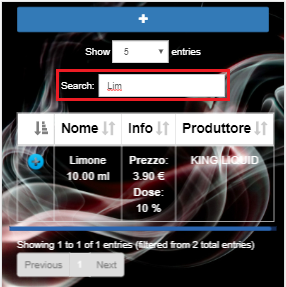 +
Show 5 entries
Search: Lim
Nome Info Produttore
Limone Prezzo: KING LIQUID
10.00 ml 3.90 €
Dose:
10 %
Showing 1 to 1 of 1 entries (filtered from 2 total entries)
Previous 1 Next